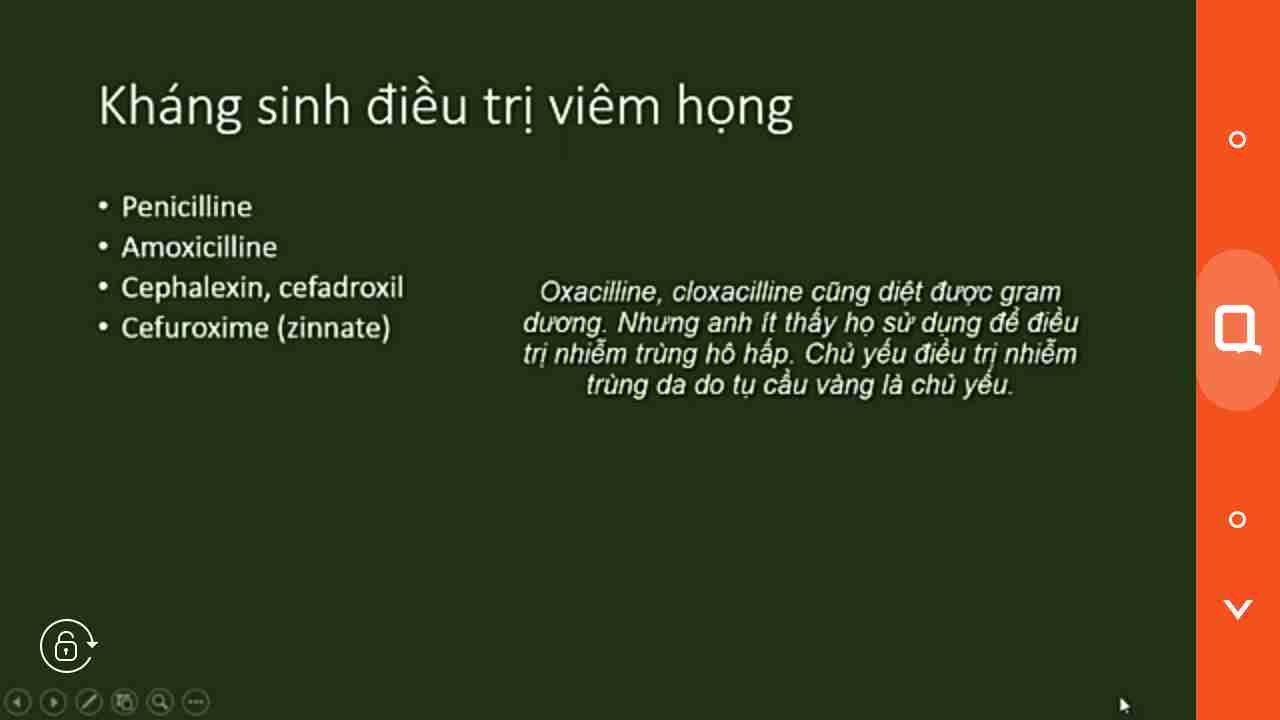 Kháng sinh điều trị viêm họng
• Penicilline
• Amoxicilline
• Cephalexin, cefadroxil
• Cefuroxime (zinnate)
Oxacilline, cloxacilline cũng diệt được gram
dương. Nhưng anh ít thấy họ sử dụng để điều
trị nhiễm trùng hô hấp. Chủ yếu điều trị nhiễm
trùng da do tụ cầu vàng là chủ yếu.